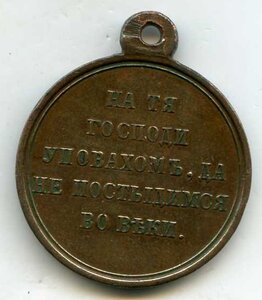 НА ТЯ
ГОСПОДИ
УПОВАХОМЪ, ДА
НЕ ПОСТЫДИМСЯ
ВО ВѢКИ.